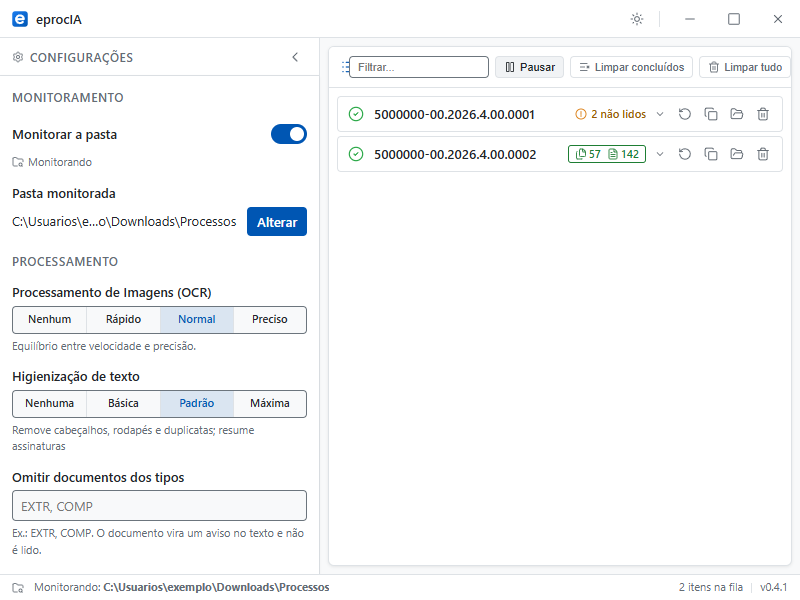 eprocIA
CONFIGURAÇÕES
MONITORAMENTO
Monitorar a pasta
Monitorando
Pasta monitorada
C:\Usuarios\e...o\Downloads\Processos Alterar
PROCESSAMENTO
Processamento de Imagens (OCR)
Nenhum Rápido Normal Preciso
Equilíbrio entre velocidade e precisão.
Higienização de texto
Nenhuma Básica Padrão Máxima
Remove cabeçalhos, rodapés e duplicatas; resume
assinaturas
Omitir documentos dos tipos
EXTR, COMP
Ex.: EXTR, COMP. O documento vira um aviso no texto e não
é lido.
Filtrar... Pausar Limpar concluídos Limpar tudo
5000000-00.2026.4.00.0001 2 não lidos
5000000-00.2026.4.00.0002 57 142
Monitorando: C:\Usuarios\exemplo\Downloads\Processos 2 itens na fila v0.4.1